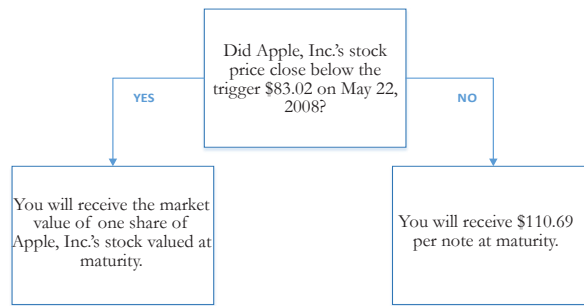 Did Apple, Inc.'s stock
price close below the
trigger $83.02 on May 22,
2008?
YES
NO
You will receive the market
value of one share of
Apple, Inc.'s stock valued at
maturity.
You will receive $110.69
per note at maturity.